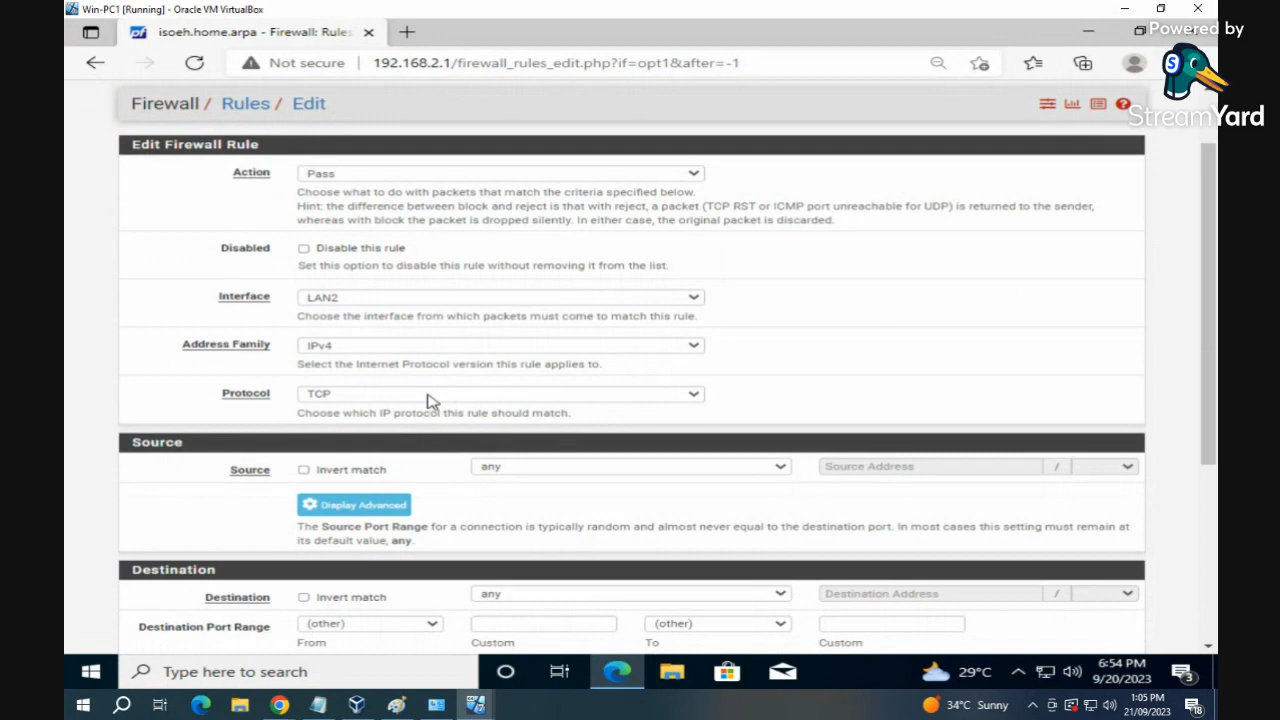 Win-PC1 [Running] - Oracle VM VirtualBox
isoeh.home.arpa - Firewall: Rules
Powered by
Not secure
192.168.2.1/firewall_rules_edit.php?if=opt1&after=-1
StreamYard
Firewall / Rules / Edit
Edit Firewall Rule
Action
Pass
Choose what to do with packets that match the criteria specified below.
Hint: the difference between block and reject is that with reject, a packet (TCP RST or ICMP port unreachable for UDP) is returned to the sender,
whereas with block the packet is dropped silently. In either case, the original packet is discarded.
Disabled
Disable this rule
Set this option to disable this rule without removing it from the list.
Interface
LAN2
Choose the interface from which packets must come to match this rule.
Address Family
IPv4
Select the Internet Protocol version this rule applies to.
Protocol
TCP
Choose which IP protocol this rule should match.
Source
Source
Invert match
any
Source Address
/
Display Advanced
The Source Port Range for a connection is typically random and almost never equal to the destination port. In most cases this setting must remain at
its default value, any.
Destination
Destination
Invert match
any
Destination Address
/
Destination Port Range
(other)
(other)
From
Custom
To
Custom
Type here to search
29°C
6:54 PM
9/20/2023
3
34°C Sunny
1:05 PM
21/09/2023
18